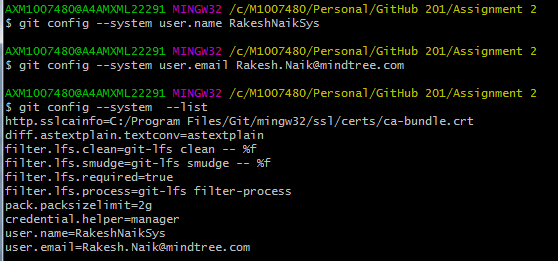 AXM1007480@A4AMXML22291 MINGW32 /c/M1007480/Personal/GitHub 201/Assignment 2
$ git config --system user.name RakeshNaikSys
AXM1007480@A4AMXML22291 MINGW32 /c/M1007480/Personal/GitHub 201/Assignment 2
$ git config --system user.email Rakesh.Naik@mindtree.com
AXM1007480@A4AMXML22291 MINGW32 /c/M1007480/Personal/GitHub 201/Assignment 2
$ git config --system  --list
http.sslcainfo=C:/Program Files/Git/mingw32/ssl/certs/ca-bundle.crt
diff.astextplain.textconv=astextplain
filter.lfs.clean=git-lfs clean -- %f
filter.lfs.smudge=git-lfs smudge -- %f
filter.lfs.required=true
filter.lfs.process=git-lfs filter-process
pack.packsizelimit=2g
credential.helper=manager
user.name=RakeshNaikSys
user.email=Rakesh.Naik@mindtree.com